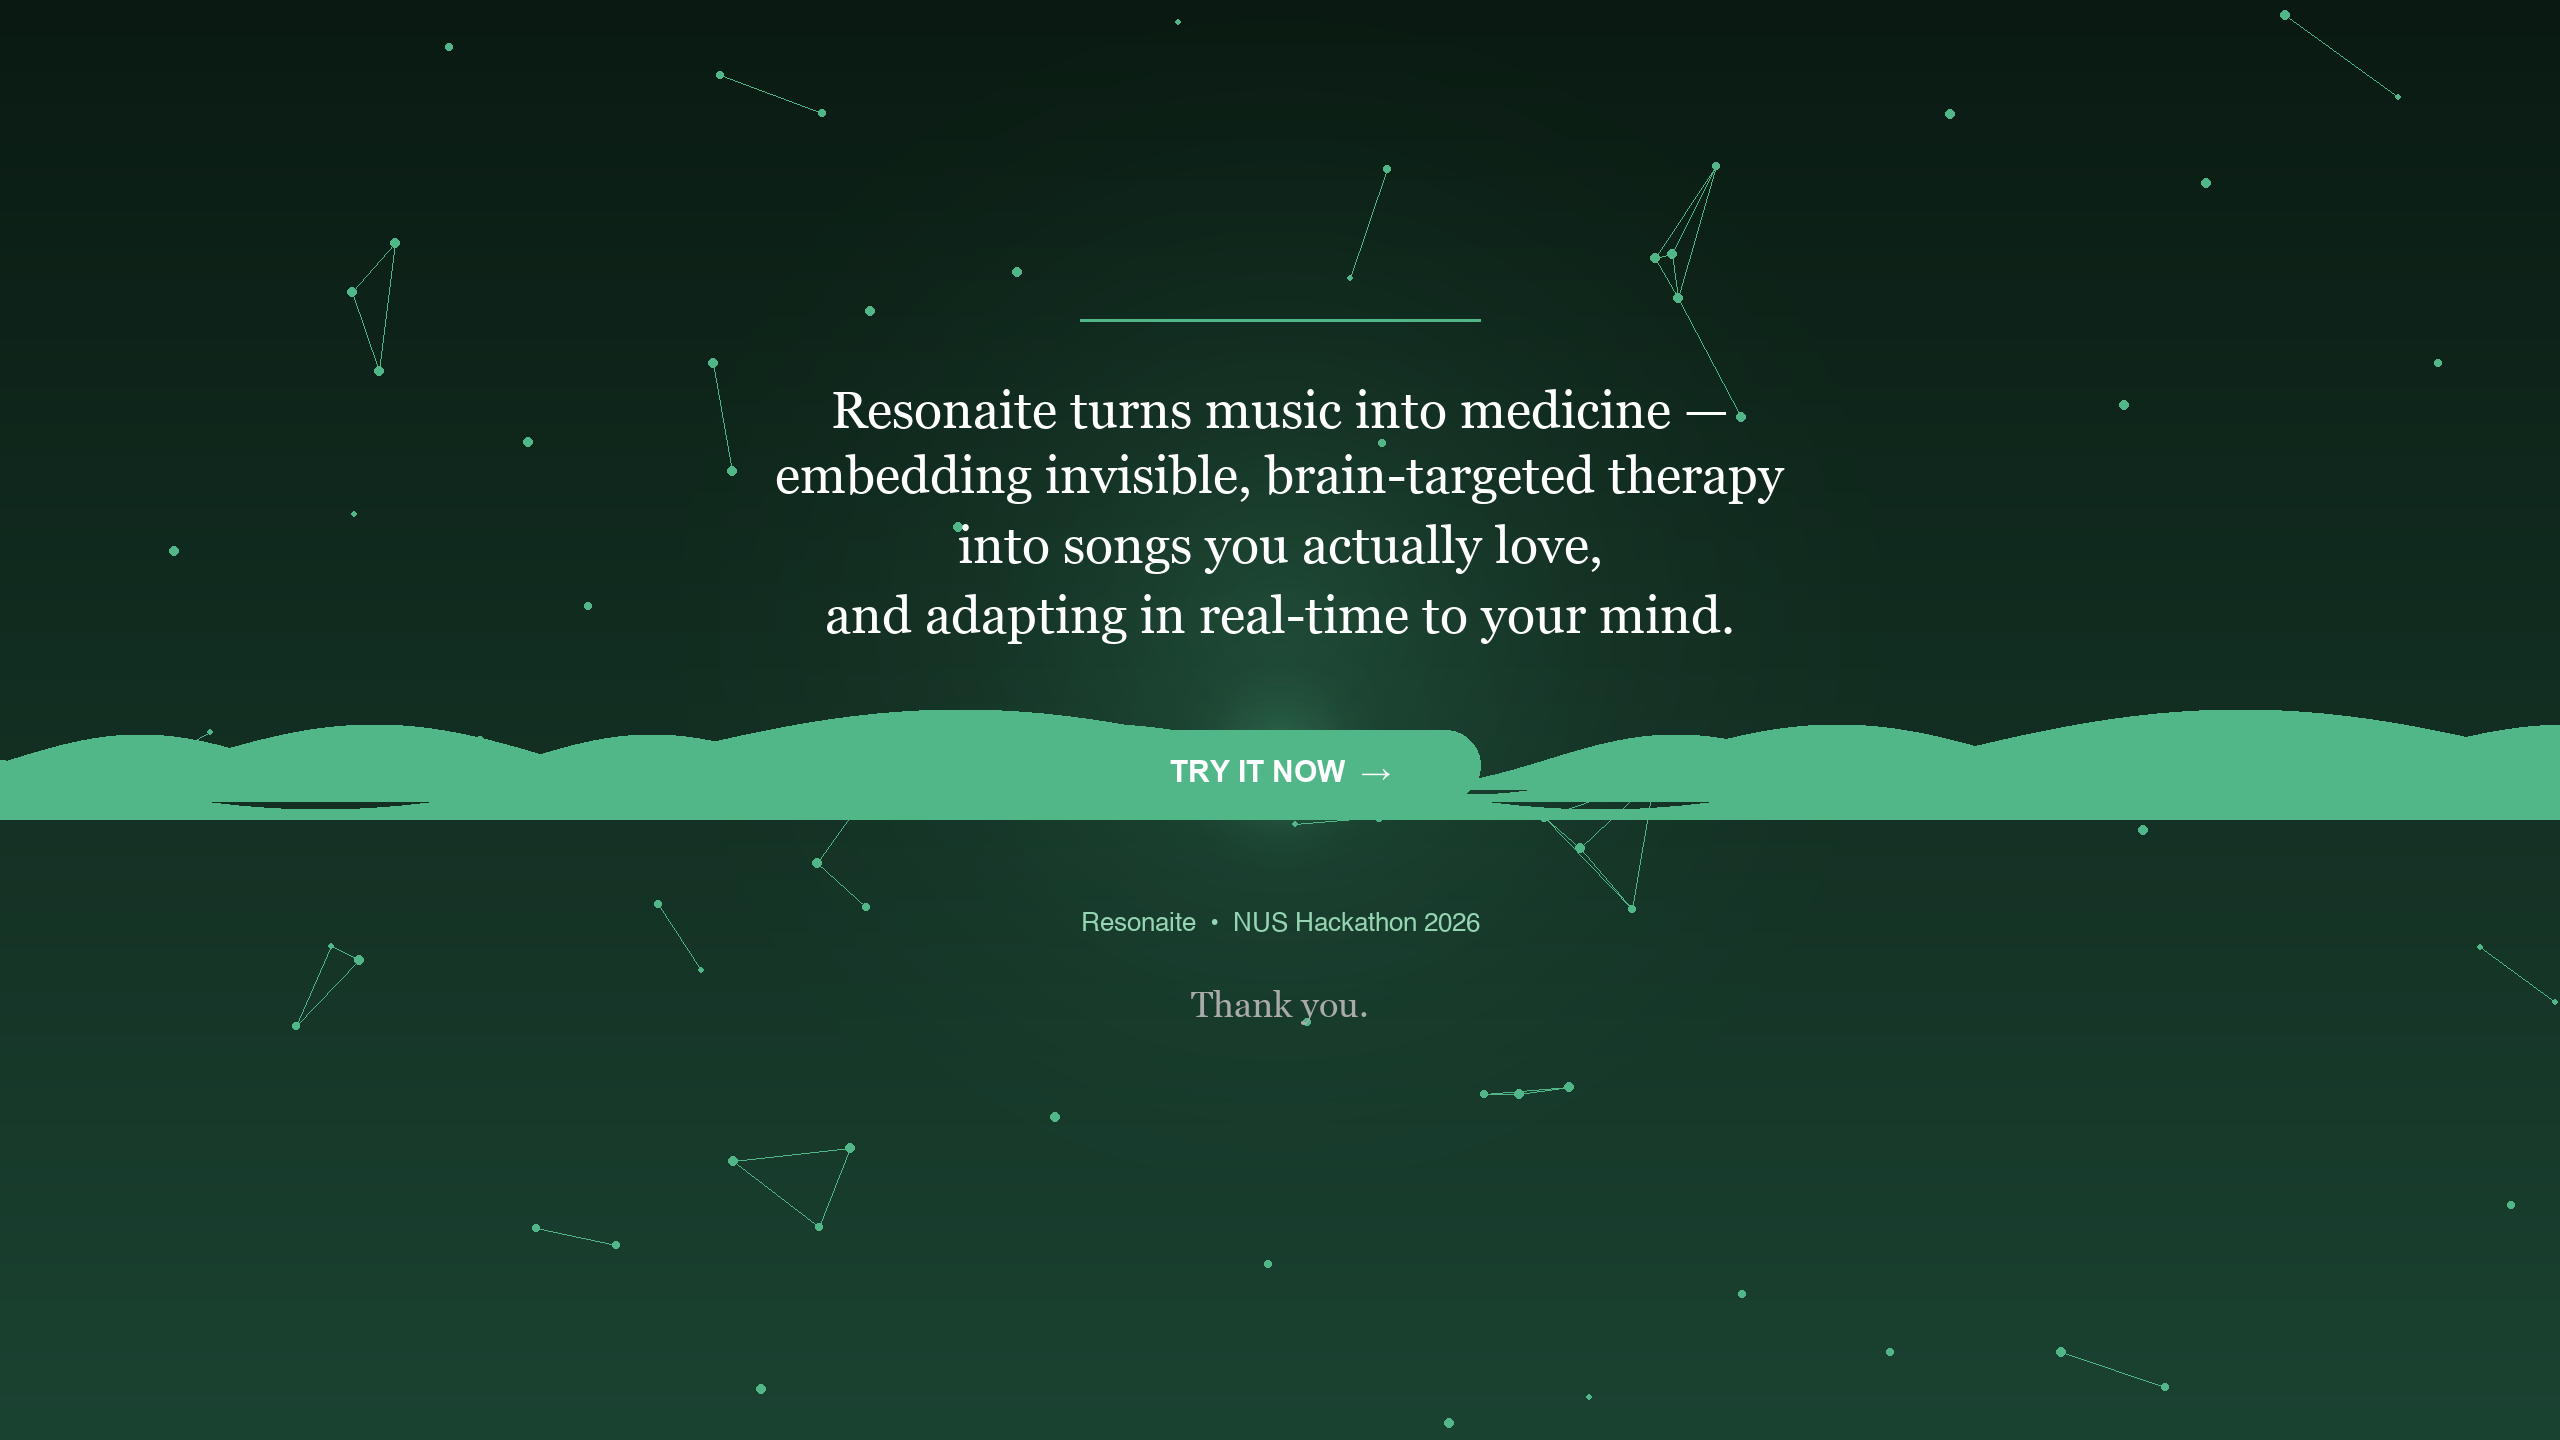 Resonaite turns music into medicine —
embedding invisible, brain-targeted therapy
into songs you actually love,
and adapting in real-time to your mind.
TRY IT NOW →
Resonaite • NUS Hackathon 2026
Thank you.